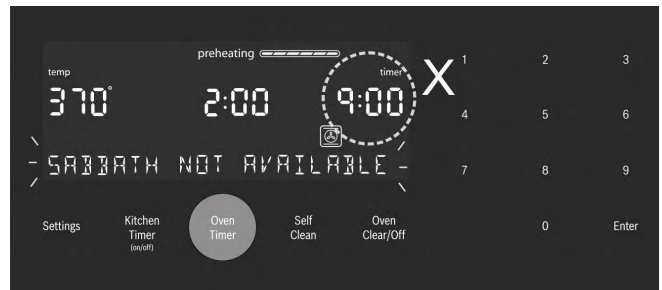 preheating
temp
timer
370°
2:00
9:00
X
SABBATH NOT AVAILABLE
Settings
Kitchen Timer (on/off)
Oven Timer
Self Clean
Oven Clear/Off
1 2 3
4 5 6
7 8 9
0 Enter